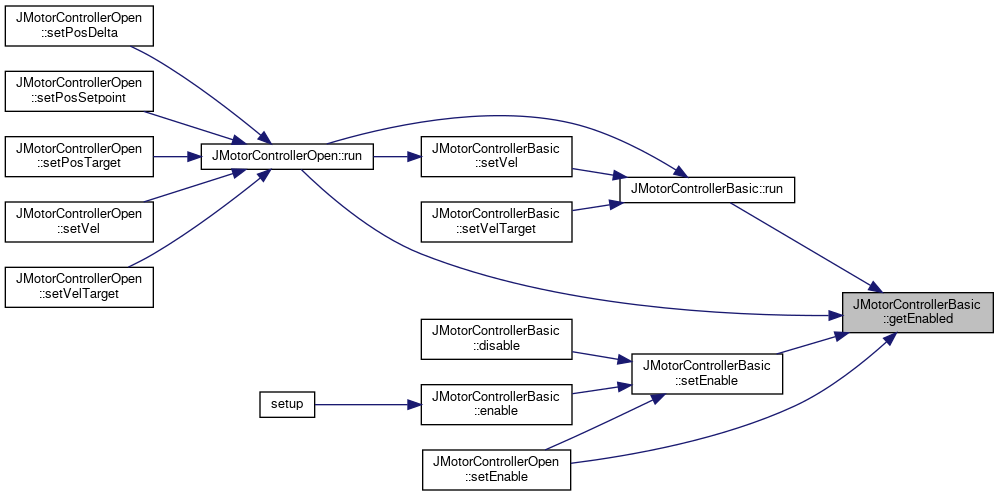 JMotorControllerOpen
::setPosDelta
JMotorControllerOpen
::setPosSetpoint
JMotorControllerOpen
::setPosTarget
JMotorControllerOpen
::setVel
JMotorControllerOpen
::setVelTarget
JMotorControllerOpen::run
JMotorControllerBasic
::setVel
JMotorControllerBasic
::setVelTarget
JMotorControllerBasic::run
JMotorControllerBasic
::getEnabled
JMotorControllerBasic
::disable
JMotorControllerBasic
::setEnable
setup
JMotorControllerBasic
::enable
JMotorControllerOpen
::setEnable